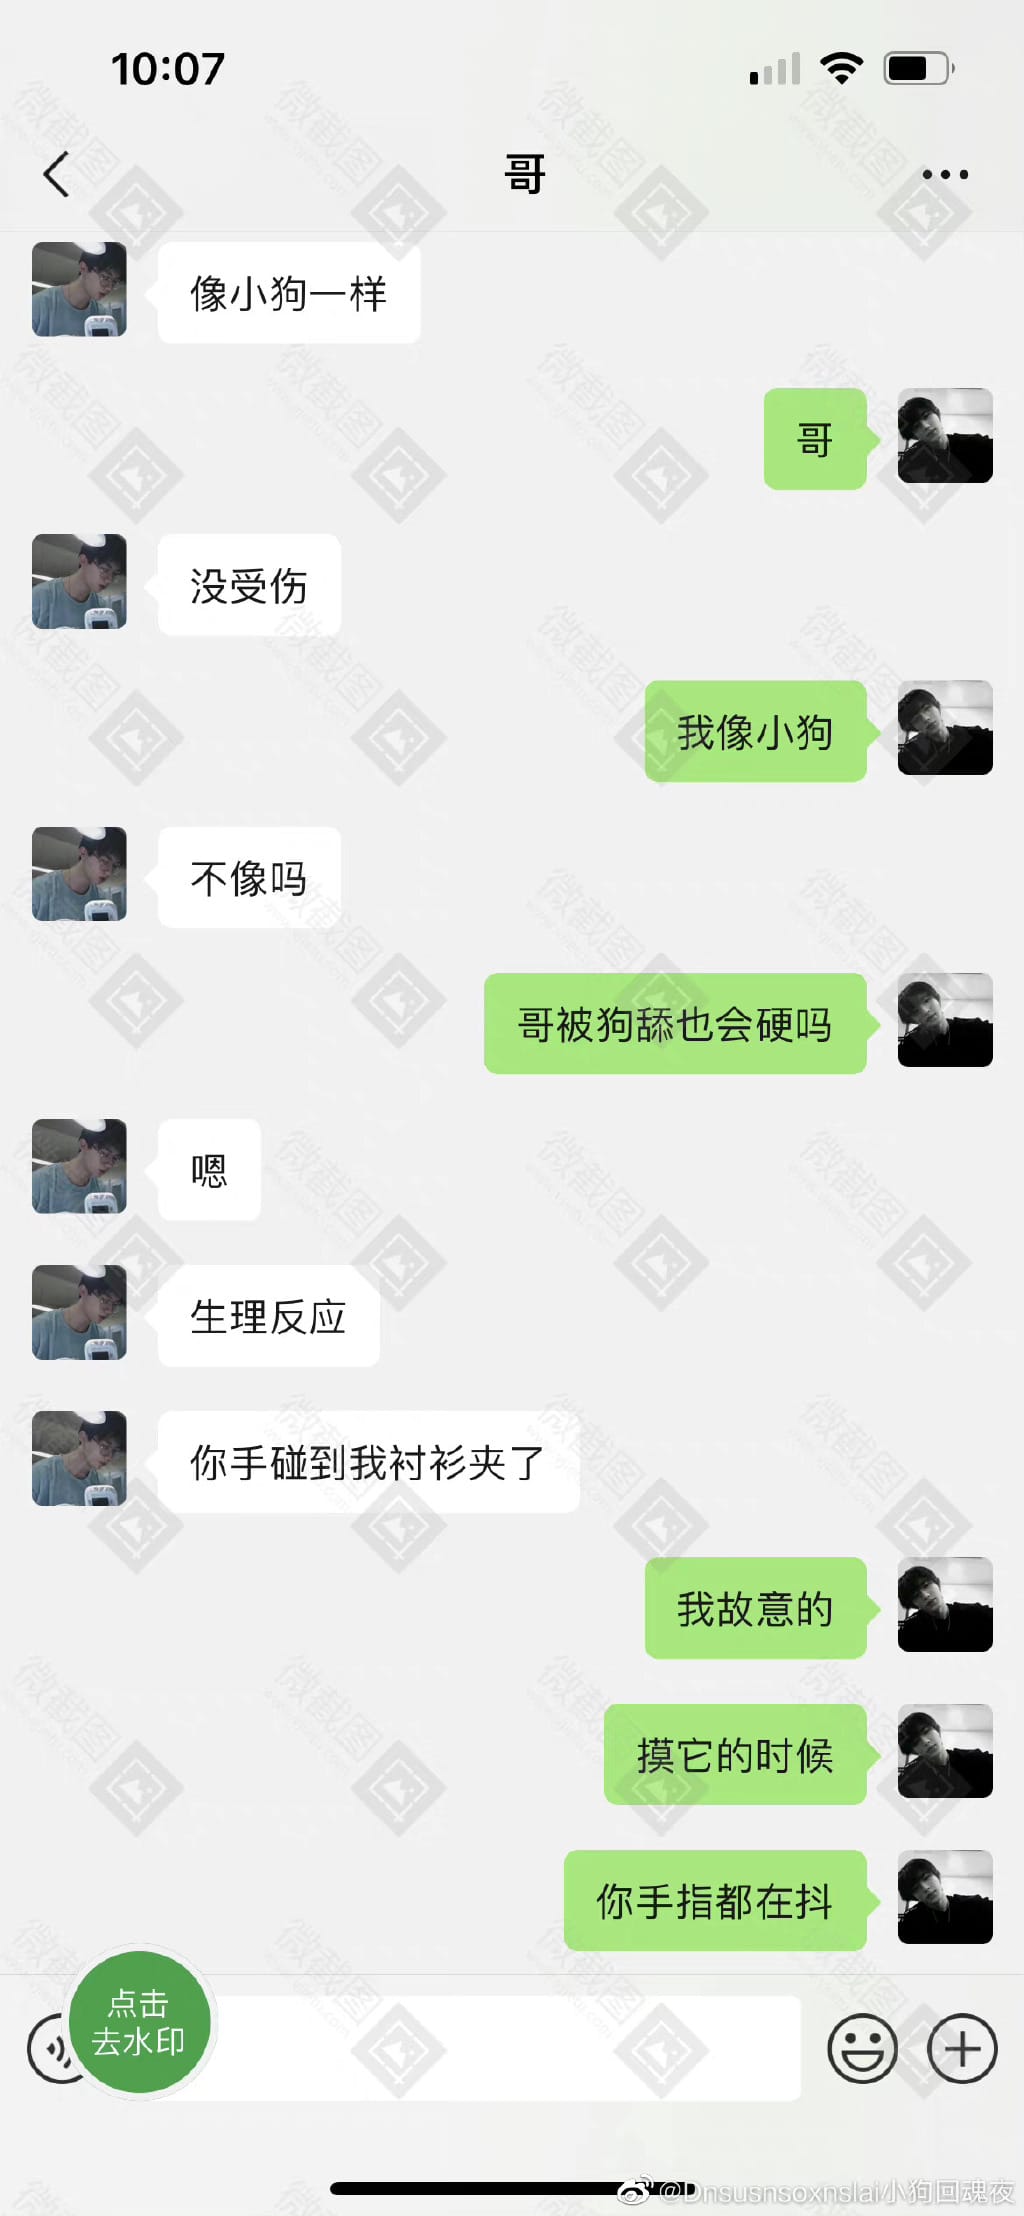 10:07
哥
像小狗一样
哥
没受伤
我像小狗
不像吗
哥被狗舔也会硬吗
嗯
生理反应
你手碰到我衬衫夹了
我故意的
摸它的时候
你手指都在抖
点击
去水印
@Dnsusnsoxnslai小狗回魂夜
微截图